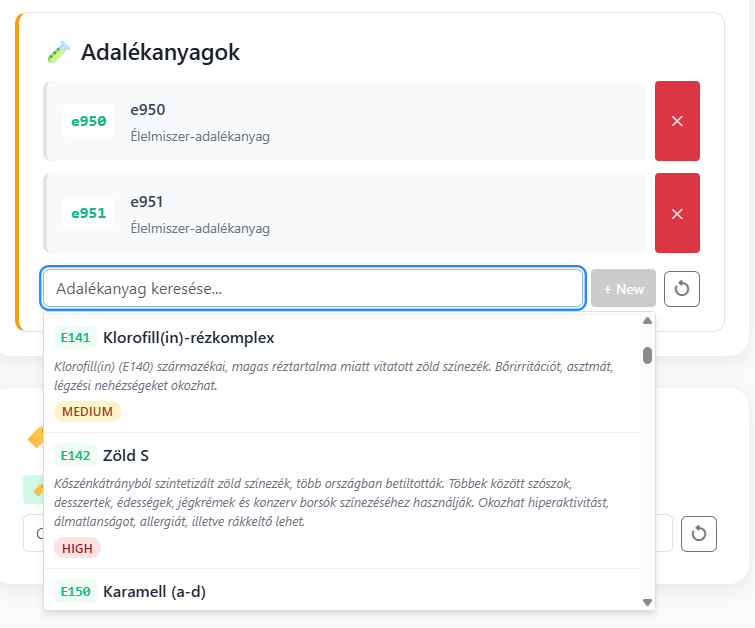 Adalékanyagok
e950
e950
Élelmiszer-adalékanyag
×
e951
e951
Élelmiszer-adalékanyag
×
Adalékanyag keresése...
+ New
E141 Klorofill(in)-rézkomplex
Klorofill(in) (E140) származékai, magas réztartalma miatt vitatott zöld színezék. Bőrirritációt, asztmát,
légzési nehézségeket okozhat.
MEDIUM
E142 Zöld S
Kőszénkátrányból szintetizált zöld színezék, több országban betiltották. Többek között szószok,
desszertek, édességek, jégkrémek és konzerv borsók színezéséhez használják. Okozhat hiperaktivitást,
álmatlanságot, allergiát, illetve rákkeltő lehet.
HIGH
E150 Karamell (a-d)